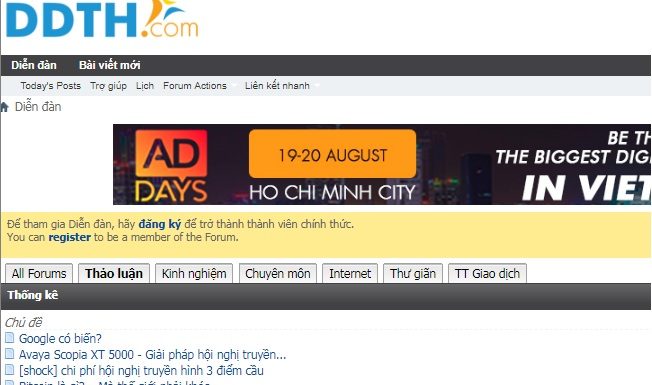 DDTH.com
Diễn đàn Bài viết mới
Today's Posts Trợ giúp Lịch Forum Actions Liên kết nhanh
Diễn đàn
AD DAYS
19-20 AUGUST
HO CHI MINH CITY
BE TH
THE BIGGEST DIG
IN VIET
Để tham gia Diễn đàn, hãy đăng ký để trở thành thành viên chính thức.
You can register to be a member of the Forum.
All Forums Thảo luận Kinh nghiệm Chuyên môn Internet Thư giãn TT Giao dịch
Thống kê
Chủ đề
Google có biến?
Avaya Scopia XT 5000 - Giải pháp hội nghị truyền...
[shock] chi phí hội nghị truyền hình 3 điểm cầu